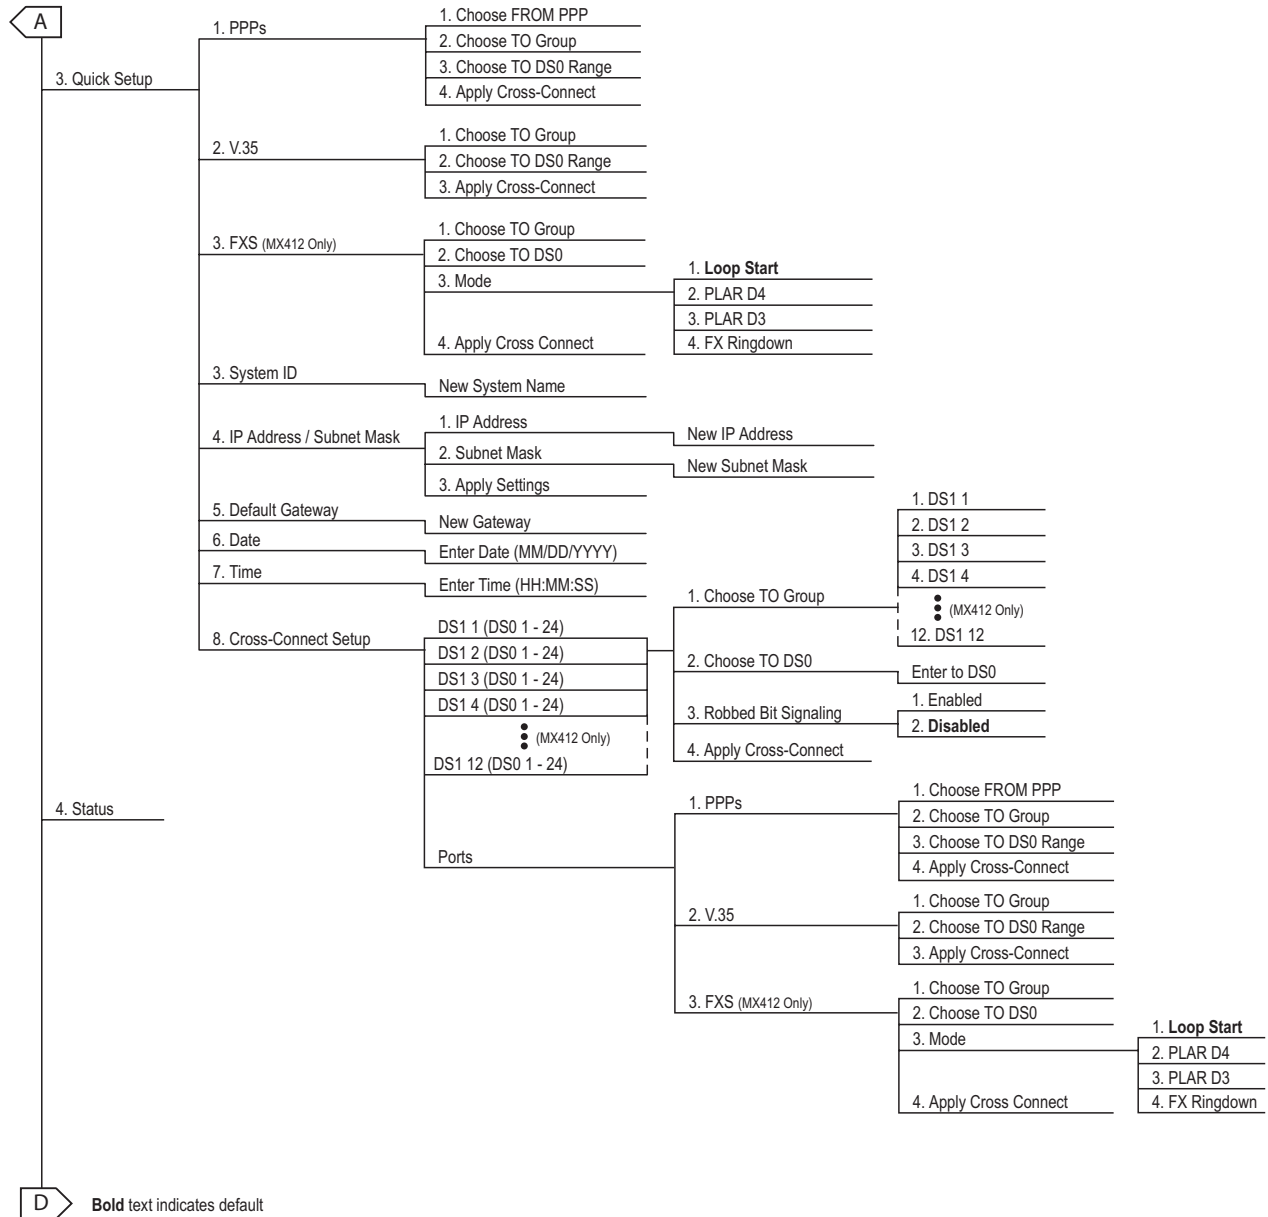 A
3. Quick Setup
1. PPPs
1. Choose FROM PPP
2. Choose TO Group
3. Choose TO DS0 Range
4. Apply Cross-Connect
2. V.35
1. Choose TO Group
2. Choose TO DS0 Range
3. Apply Cross-Connect
3. FXS (MX412 Only)
1. Choose TO Group
2. Choose TO DS0
3. Mode
1. Loop Start
2. PLAR D4
3. PLAR D3
4. FX Ringdown
4. Apply Cross Connect
3. System ID
New System Name
4. IP Address / Subnet Mask
1. IP Address
New IP Address
2. Subnet Mask
New Subnet Mask
3. Apply Settings
5. Default Gateway
New Gateway
6. Date
Enter Date (MM/DD/YYYY)
7. Time
Enter Time (HH:MM:SS)
8. Cross-Connect Setup
DS1 1 (DS0 1 - 24)
DS1 2 (DS0 1 - 24)
DS1 3 (DS0 1 - 24)
DS1 4 (DS0 1 - 24)
(MX412 Only)
DS1 12 (DS0 1 - 24)
1. Choose TO Group
1. DS1 1
2. DS1 2
3. DS1 3
4. DS1 4
(MX412 Only)
12. DS1 12
2. Choose TO DS0
Enter to DS0
3. Robbed Bit Signaling
1. Enabled
2. Disabled
4. Apply Cross-Connect
Ports
1. PPPs
1. Choose FROM PPP
2. Choose TO Group
3. Choose TO DS0 Range
4. Apply Cross-Connect
2. V.35
1. Choose TO Group
2. Choose TO DS0 Range
3. Apply Cross-Connect
3. FXS (MX412 Only)
1. Choose TO Group
2. Choose TO DS0
3. Mode
1. Loop Start
2. PLAR D4
3. PLAR D3
4. FX Ringdown
4. Apply Cross Connect
4. Status
D
Bold text indicates default